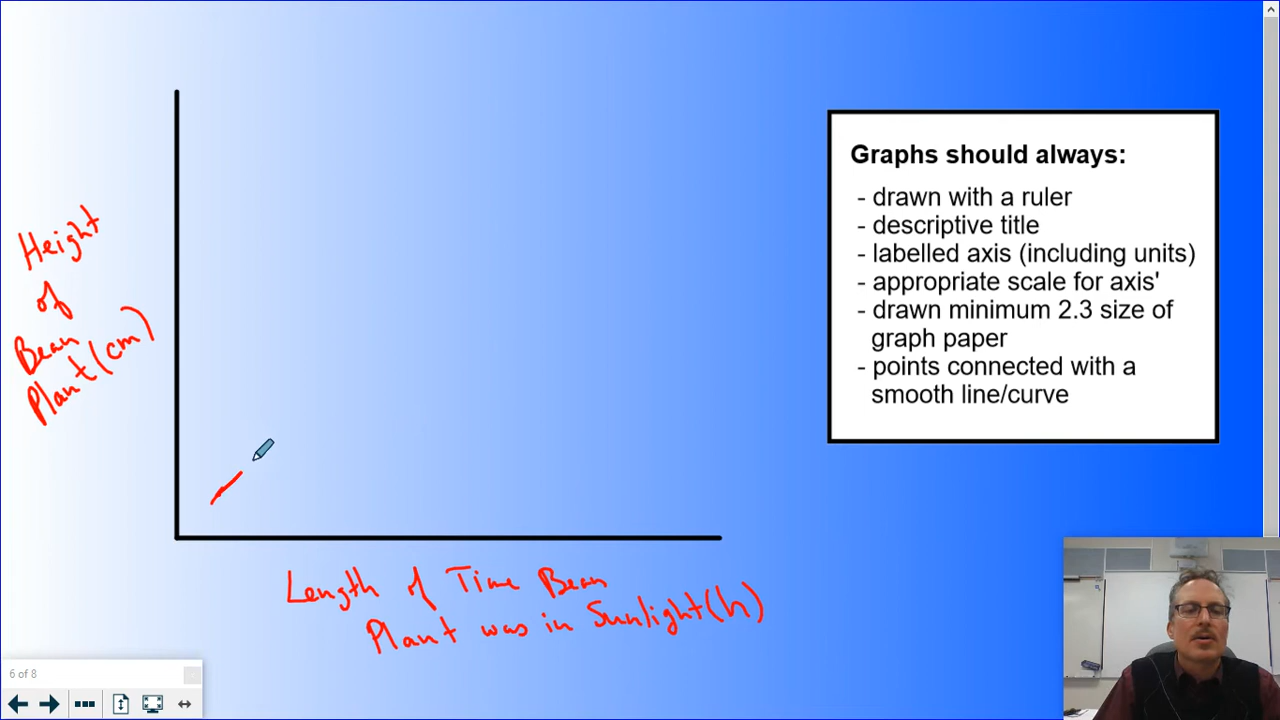 Height
of
Bean
Plant (cm)
Length of Time Bean
Plant was in Sunlight (h)
Graphs should always:
- drawn with a ruler
- descriptive title
- labelled axis (including units)
- appropriate scale for axis'
- drawn minimum 2.3 size of
graph paper
- points connected with a
smooth line/curve
6 of 8